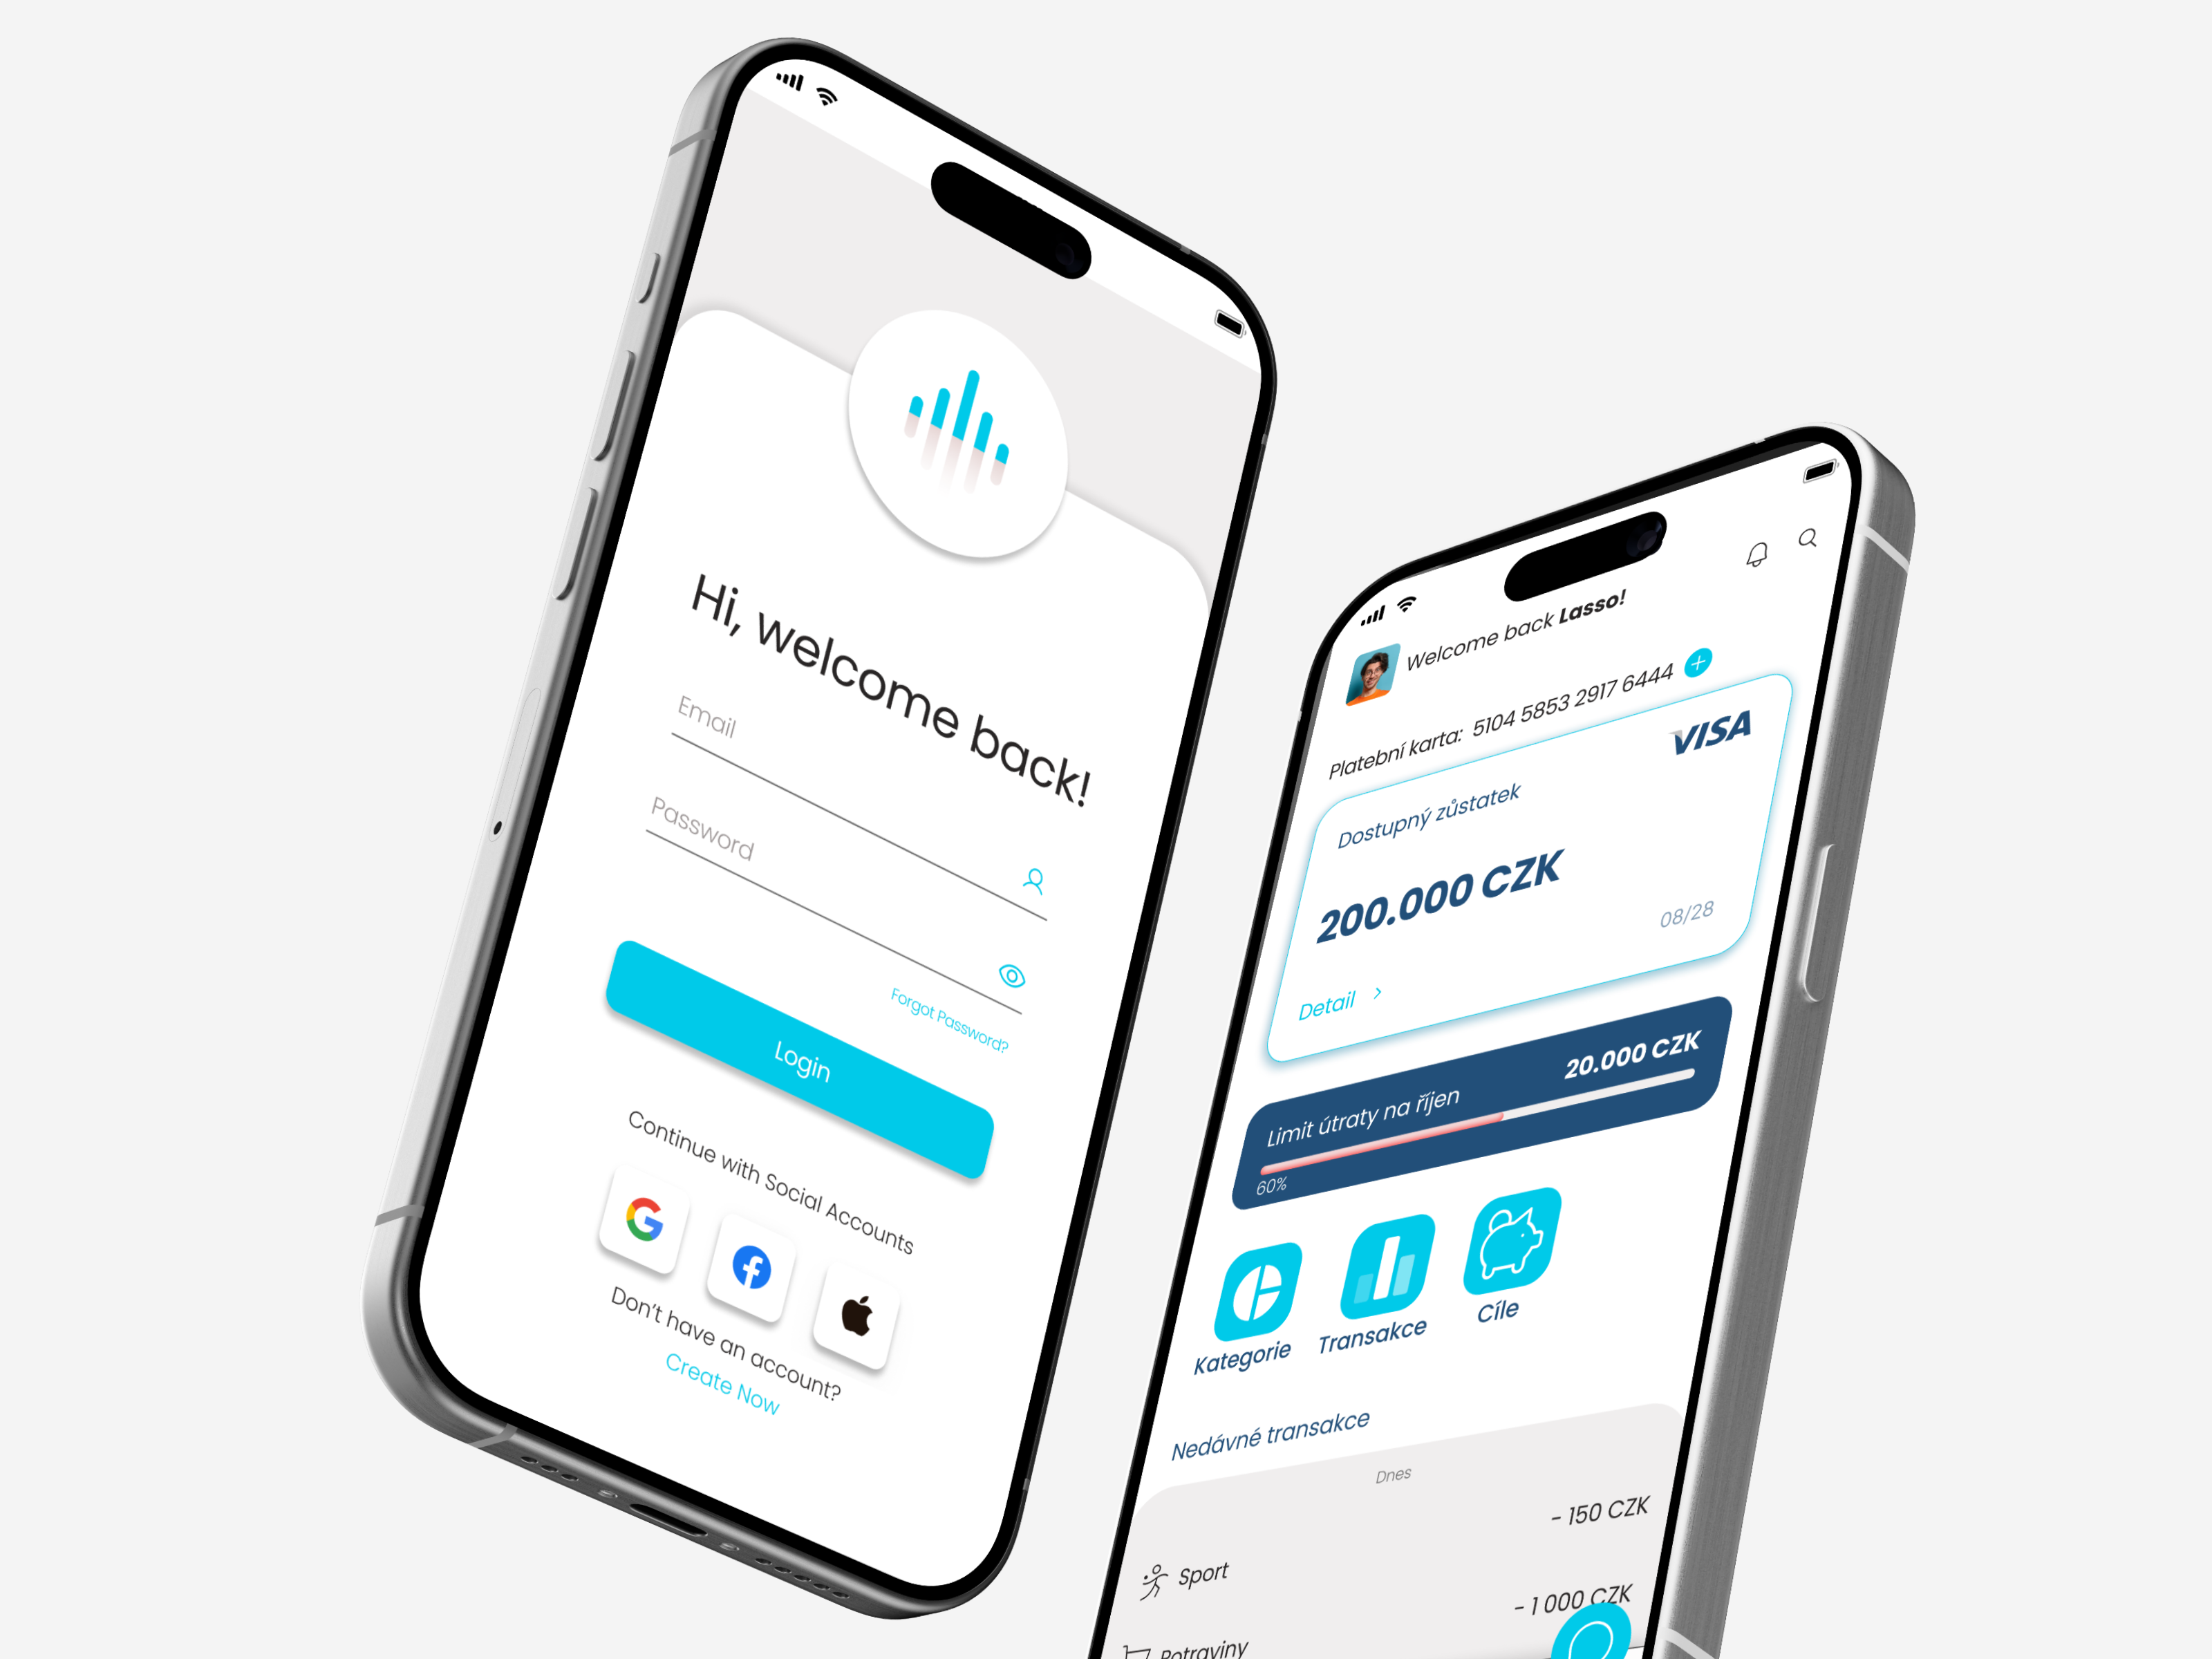 Hi, welcome back!
Email
Password
Forgot Password?
Login
Continue with Social Accounts
Don't have an account?
Create Now
Welcome back Lasso!
Platební karta: 5104 5853 2917 6444
VISA
Dostupný zůstatek
200.000 CZK
08/28
Detail
Limit útraty na říjen
20.000 CZK
60%
Kategorie
Transakce
Cíle
Nedávné transakce
Dnes
- 150 CZK
Sport
- 1 000 CZK
Potraviny